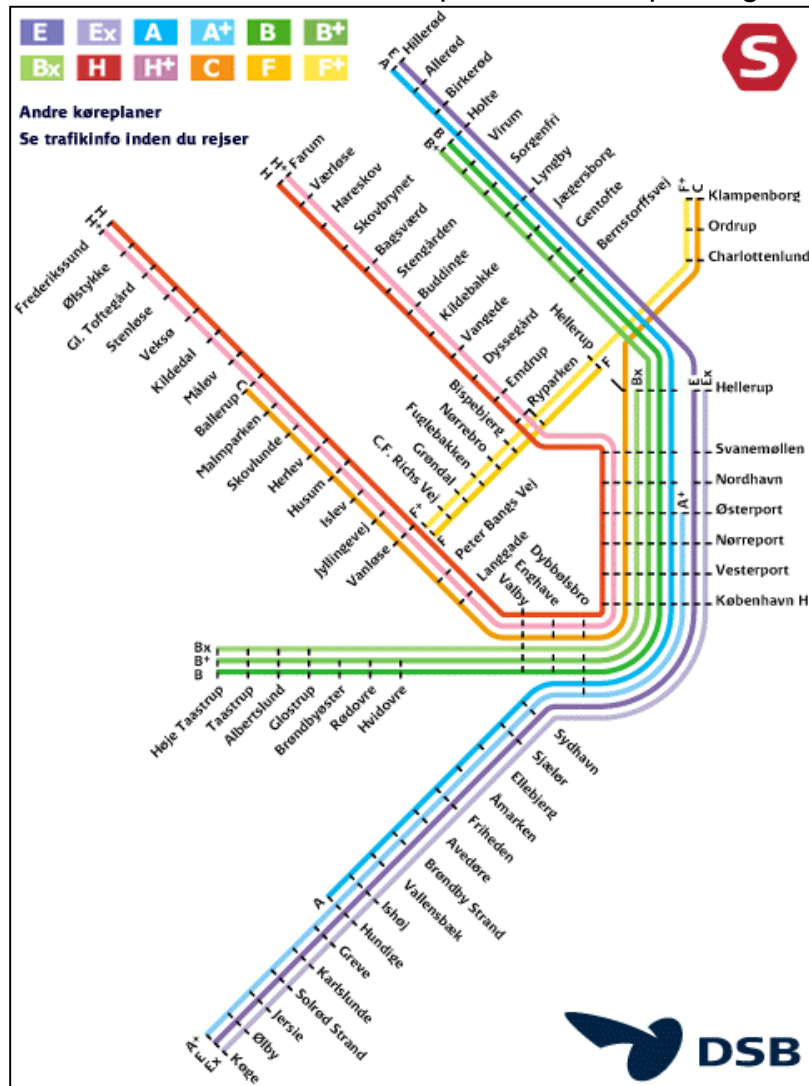 E Ex A A+ B B+
Bx H H+ C F F+
S
Andre køreplaner
Se trafikinfo inden du rejser
A E Hillerød
Allerød
Birkerød
B+ B Holte
Virum
Sorgenfri
Lyngby
Jægersborg
Gentofte
Bernstorffsvej
F+ C Klampenborg
Ordrup
Charlottenlund
H H+ Farum
Værløse
Hareskov
Skovbrynet
Bagsværd
Stengården
Buddinge
Kildebakke
Vangede
Dyssegård
Emdrup
Ryparken
Hellerup F
Bispebjerg
Nørrebro
Fuglebakken
Grøndal
C.F. Richs Vej
F+ F
H H+
Frederikssund
Ølstykke
Gl. Toftegård
Stenløse
Veksø
Kildedal
Måløv
Ballerup C
Malmparken
Skovlunde
Herlev
Husum
Islev
Jyllingevej
Vanløse
Peter Bangs Vej
Langgade
Valby
Enghave
Dybbølsbro
Bx E Ex Hellerup
Svanemøllen
Nordhavn
A+ Østerport
Nørreport
Vesterport
København H
Bx
B+
B
Høje Taastrup
Taastrup
Albertslund
Glostrup
Brøndbyøster
Rødovre
Hvidovre
Sydhavn
Sjælør
Ellebjerg
Åmarken
Friheden
Avedøre
Brøndby Strand
Vallensbæk
Ishøj
A Hundige
Greve
Karlslunde
Solrød Strand
Jersie
Ølby
A+ E Ex Køge
DSB